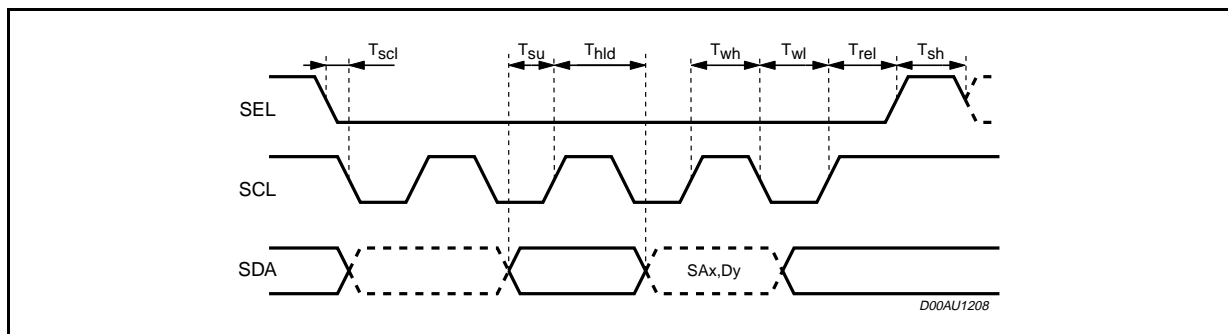 Tscl Tsu Thld Twh Twl Trel Tsh
SEL
SCL
SDA SAx,Dy
D00AU1208